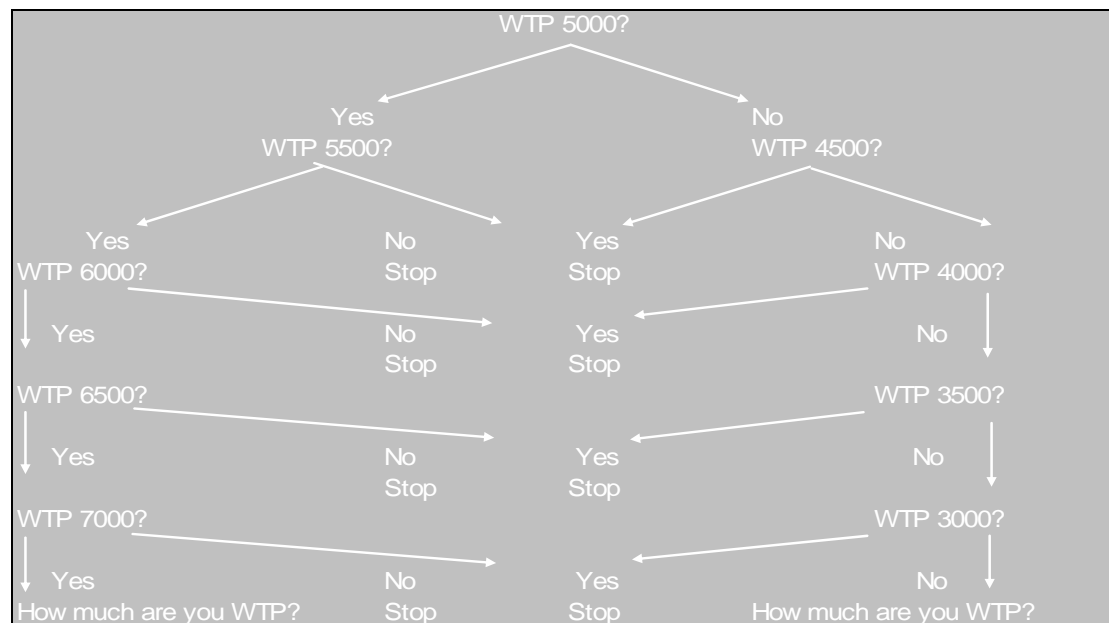 WTP 5000?
Yes No
WTP 5500? WTP 4500?
Yes No Yes No
WTP 6000? Stop Stop WTP 4000?
Yes No Yes No
Stop Stop
WTP 6500? WTP 3500?
Yes No Yes No
Stop Stop
WTP 7000? WTP 3000?
Yes No Yes No
How much are you WTP? Stop Stop How much are you WTP?